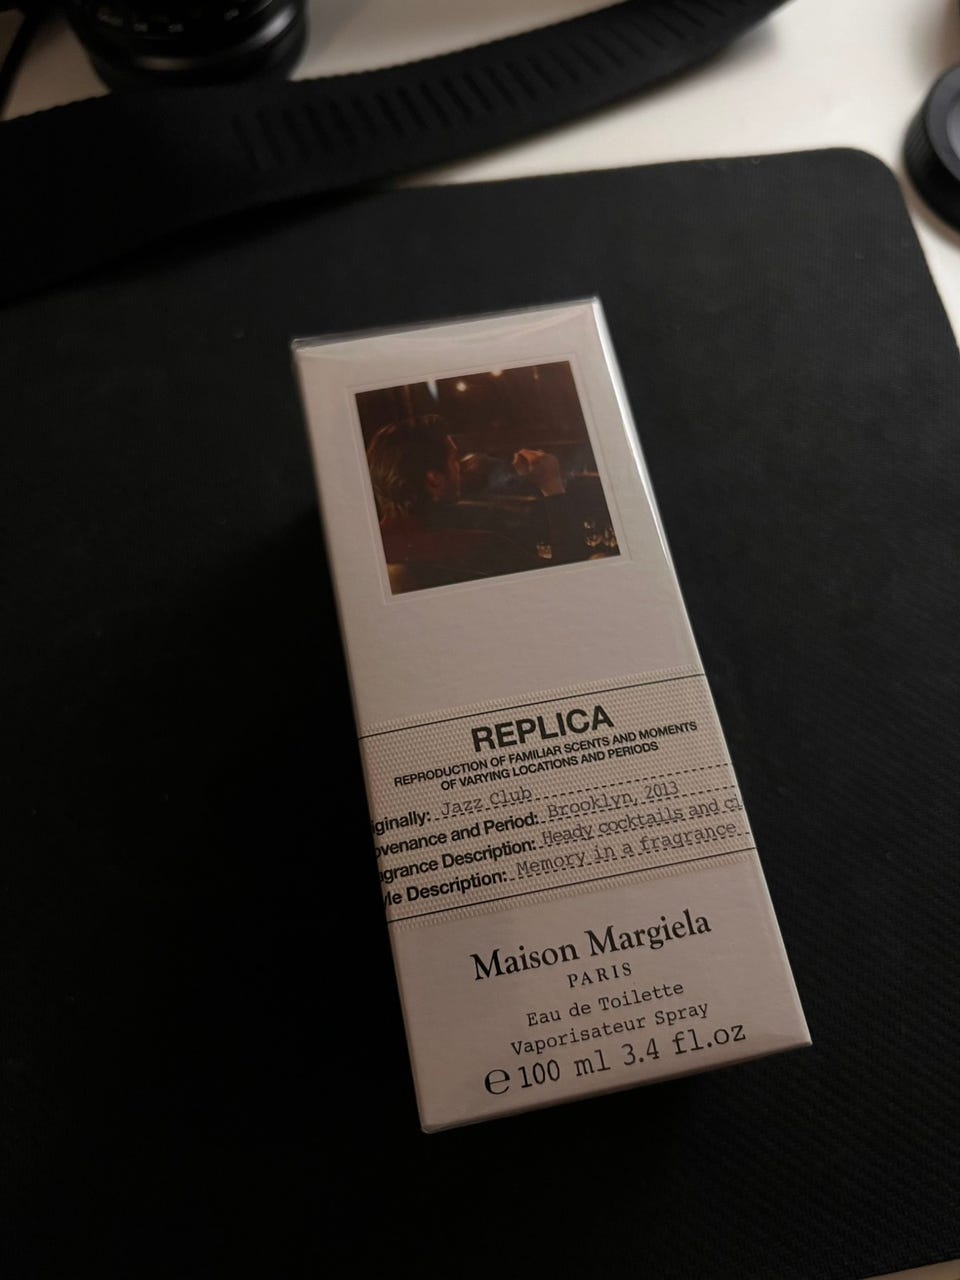 REPLICA
REPRODUCTION OF FAMILIAR SCENTS AND MOMENTS
OF VARYING LOCATIONS AND PERIODS
ginally: Jazz Club
ovenance and Period: Brooklyn, 2013
agrance Description: Heady cocktails and
yle Description: Memory in a fragrance
Maison Margiela
PARIS
Eau de Toilette
Vaporisateur Spray
℮ 100 ml 3.4 fl.oz